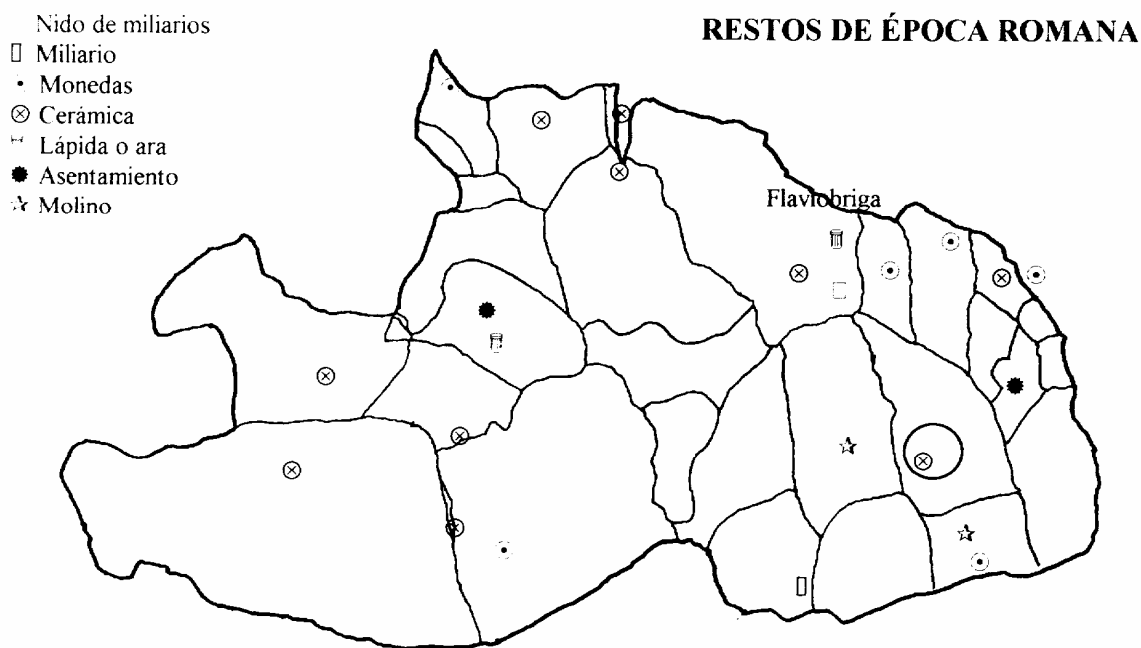 RESTOS DE ÉPOCA ROMANA
Nido de miliarios
Miliario
Monedas
Cerámica
Lápida o ara
Asentamiento
Molino
Flaviobriga